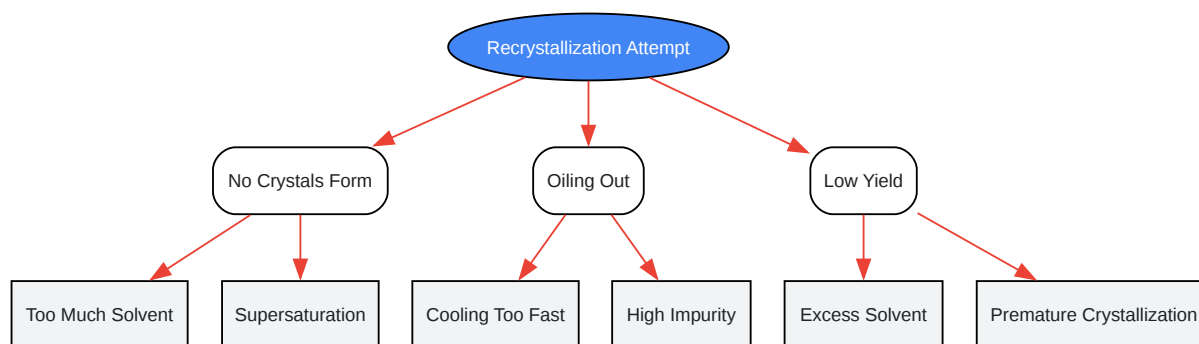 Recrystallization Attempt
No Crystals Form
Oiling Out
Low Yield
Too Much Solvent
Supersaturation
Cooling Too Fast
High Impurity
Excess Solvent
Premature Crystallization